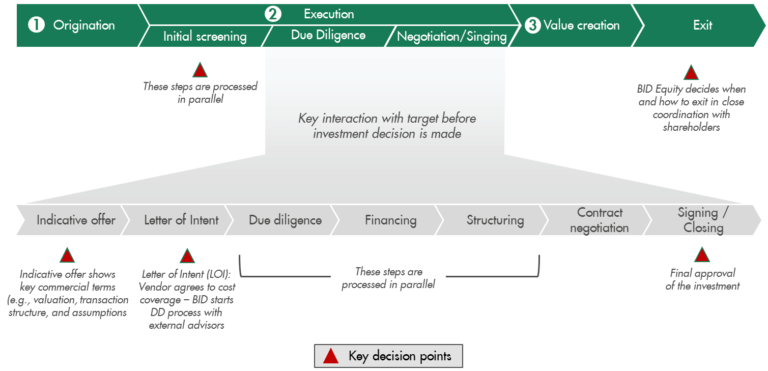 1 Origination
2 Execution
Initial screening
Due Diligence
Negotiation/Singing
3 Value creation
Exit
These steps are processed
in parallel
Key interaction with target before
investment decision is made
BID Equity decides when
and how to exit in close
coordination with
shareholders
Indicative offer
Letter of Intent
Due diligence
Financing
Structuring
Contract
negotiation
Signing /
Closing
Indicative offer shows
key commercial terms
(e.g., valuation, transaction
structure, and assumptions
Letter of Intent (LOI):
Vendor agrees to cost
coverage – BID starts
DD process with
external advisors
These steps are
processed in parallel
Final approval
of the investment
Key decision points